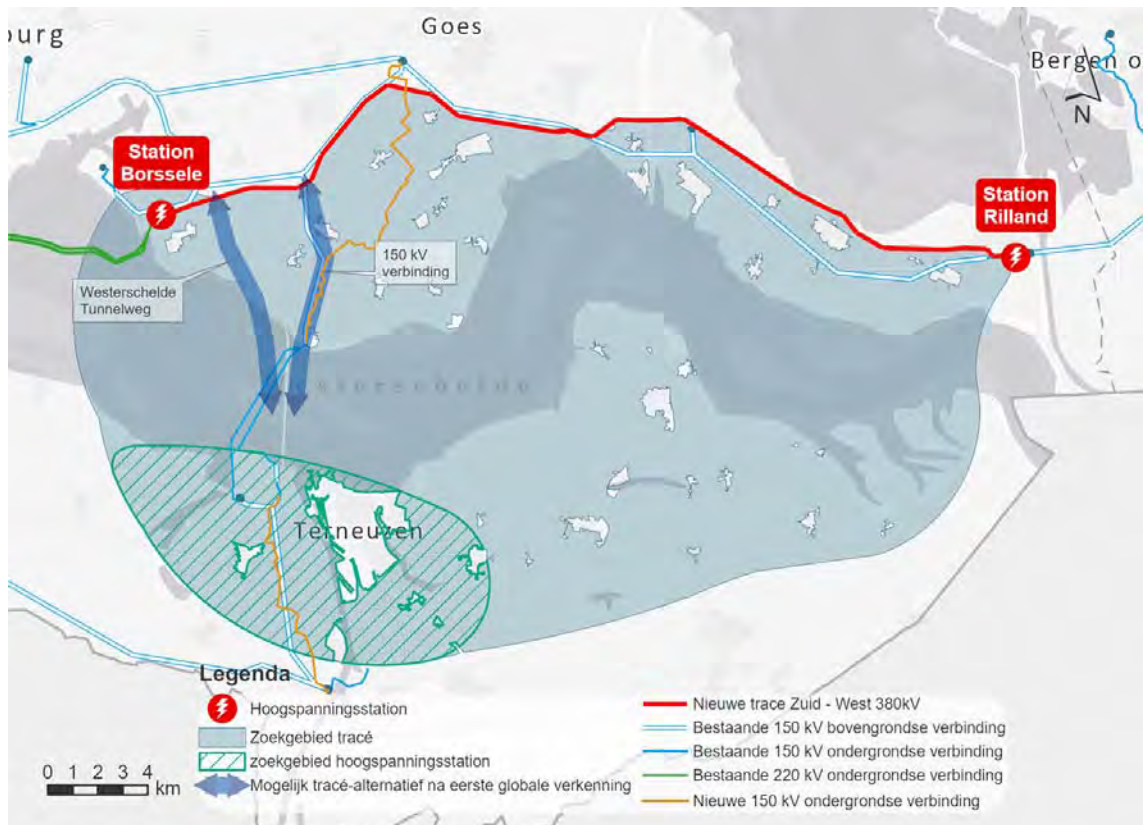 burg
Goes
Bergen o
N
Station
Borssele
Station
Rilland
150 kV
verbinding
Westerschelde
Tunnelweg
esterschelde
Terneuzen
Legenda
Hoogspanningsstation
Zoekgebied tracé
zoekgebied hoogspanningsstation
Mogelijk tracé-alternatief na eerste globale verkenning
0 1 2 3 4
km
Nieuwe trace Zuid - West 380kV
Bestaande 150 kV bovengrondse verbinding
Bestaande 150 kV ondergrondse verbinding
Bestaande 220 kV ondergrondse verbinding
Nieuwe 150 kV ondergrondse verbinding